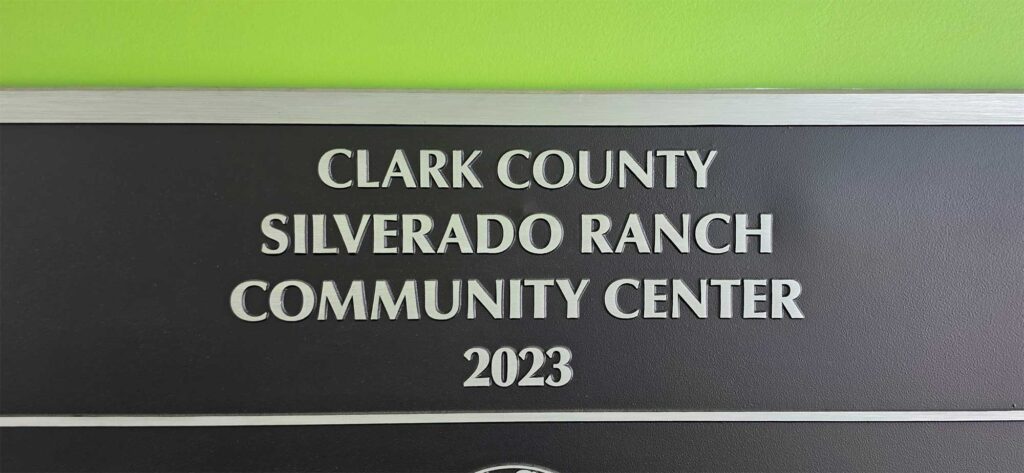 CLARK COUNTY
SILVERADO RANCH
COMMUNITY CENTER
2023